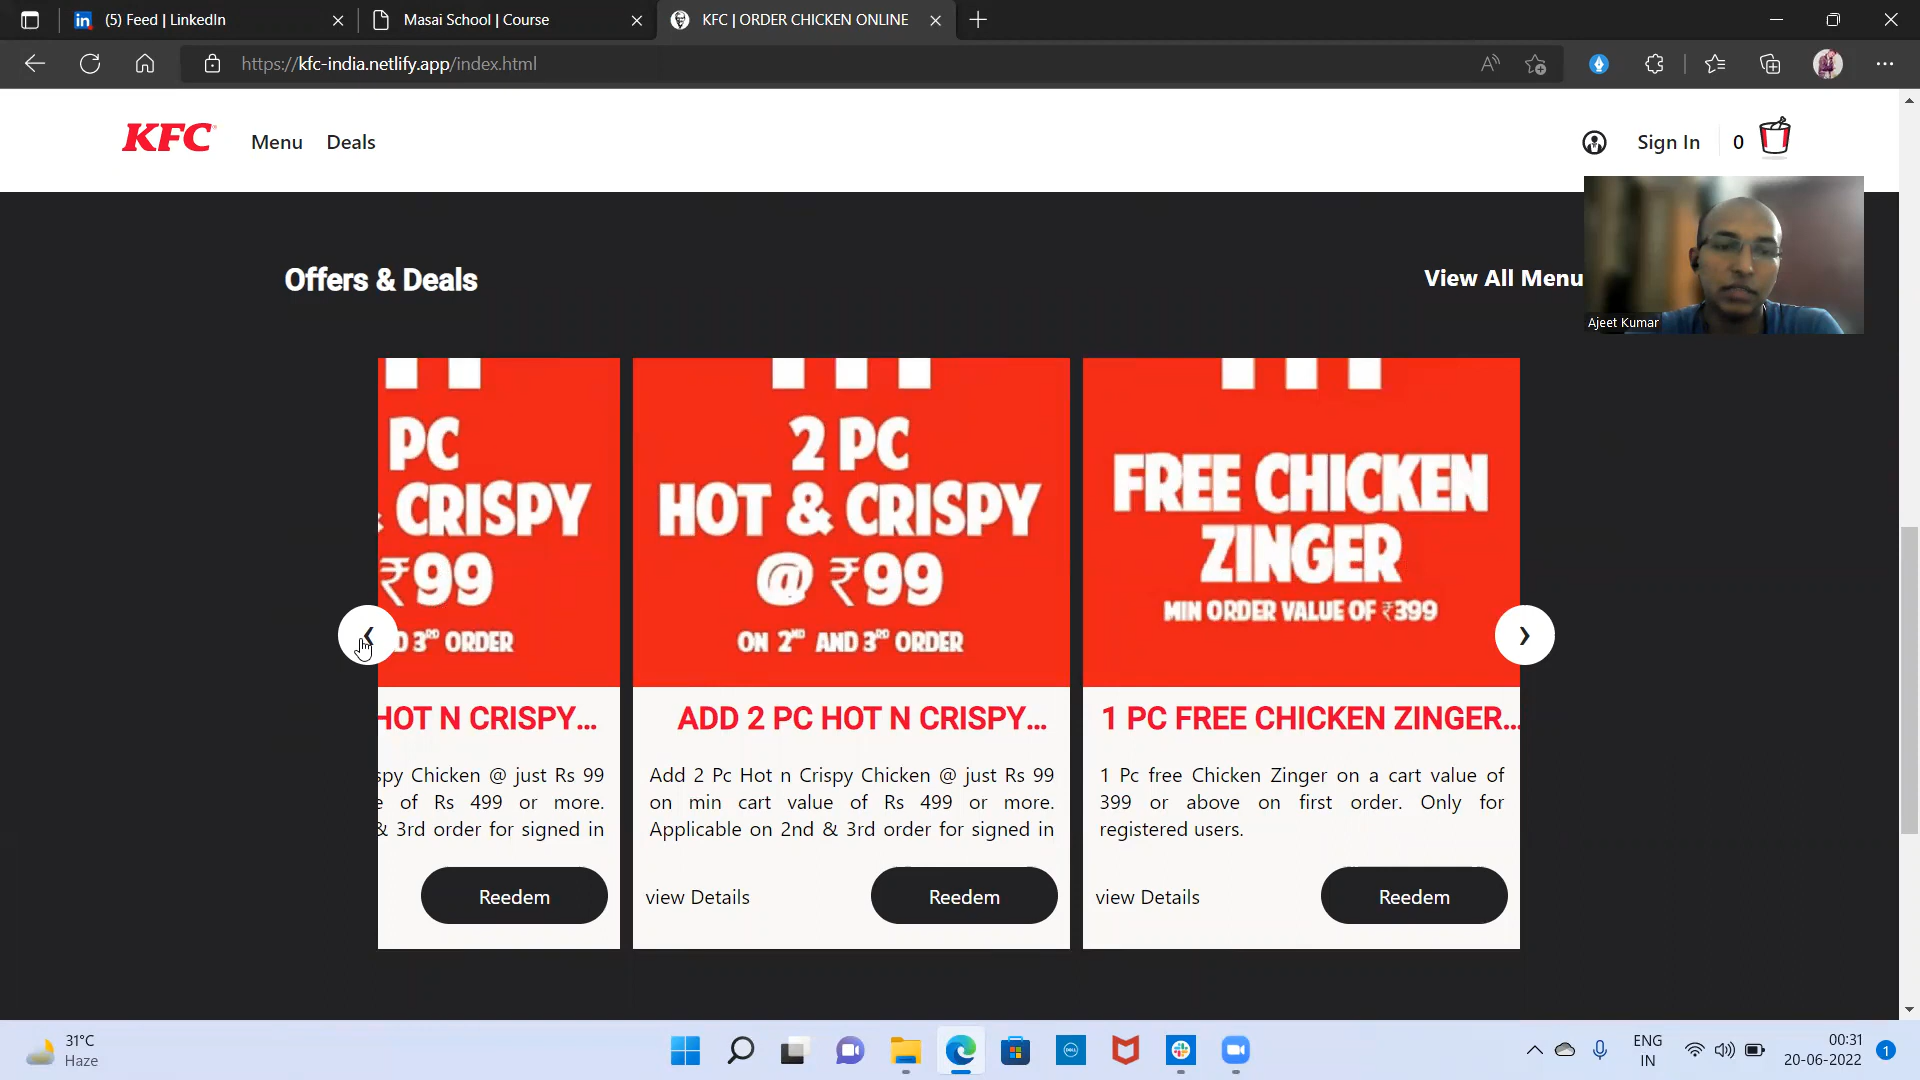 (5) Feed | LinkedIn
Masai School | Course
KFC | ORDER CHICKEN ONLINE
https://kfc-india.netlify.app/index.html
KFC
Menu
Deals
Sign In
0
Offers & Deals
View All Menu
Ajeet Kumar
PC
CRISPY
₹99
D 3RD ORDER
HOT N CRISPY...
spy Chicken @ just Rs 99
e of Rs 499 or more.
& 3rd order for signed in
Reedem
2 PC
HOT & CRISPY
@ ₹99
ON 2ND AND 3RD ORDER
ADD 2 PC HOT N CRISPY...
Add 2 Pc Hot n Crispy Chicken @ just Rs 99
on min cart value of Rs 499 or more.
Applicable on 2nd & 3rd order for signed in
view Details
Reedem
FREE CHICKEN
ZINGER
MIN ORDER VALUE OF ₹399
1 PC FREE CHICKEN ZINGER...
1 Pc free Chicken Zinger on a cart value of
399 or above on first order. Only for
registered users.
view Details
Reedem
31°C
Haze
ENG
IN
00:31
20-06-2022
1